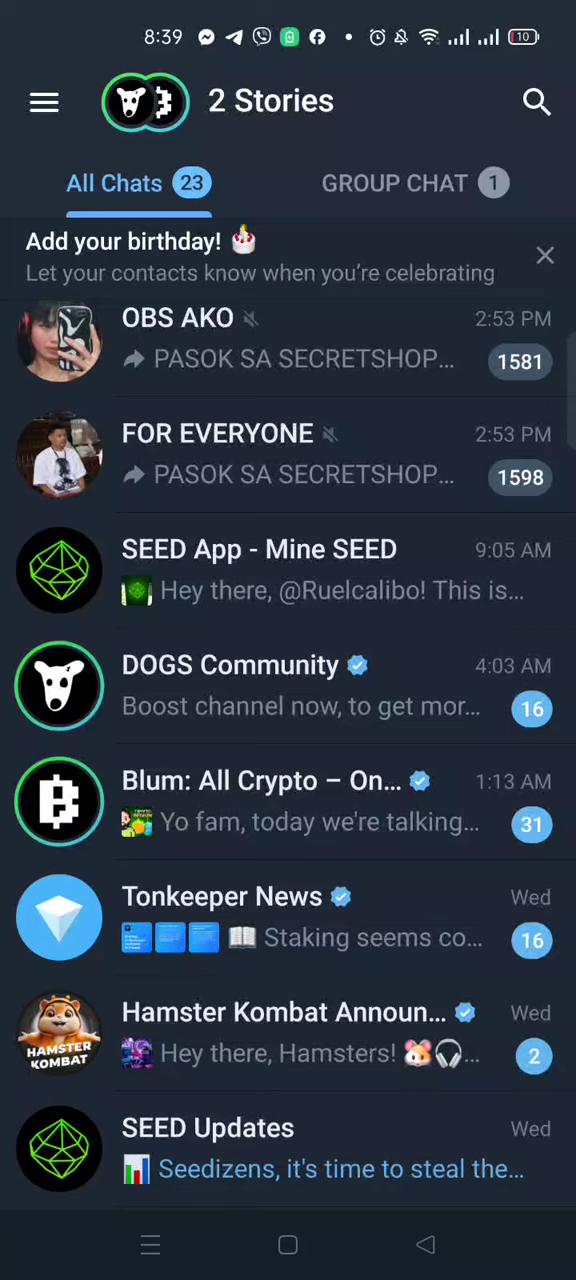 8:39
10
2 Stories
All Chats 23
GROUP CHAT 1
Add your birthday! 🎂
Let your contacts know when you're celebrating
OBS AKO 2:53 PM
PASOK SA SECRETSHOP... 1581
FOR EVERYONE 2:53 PM
PASOK SA SECRETSHOP... 1598
SEED App - Mine SEED 9:05 AM
Hey there, @Ruelcalibo! This is...
DOGS Community 4:03 AM
Boost channel now, to get mor... 16
Blum: All Crypto – On... 1:13 AM
Yo fam, today we're talking... 31
Tonkeeper News Wed
📖 Staking seems co... 16
Hamster Kombat Announ... Wed
HAMSTER
KOMBAT
Hey there, Hamsters! 🐹🎧... 2
SEED Updates Wed
📊 Seedizens, it's time to steal the...